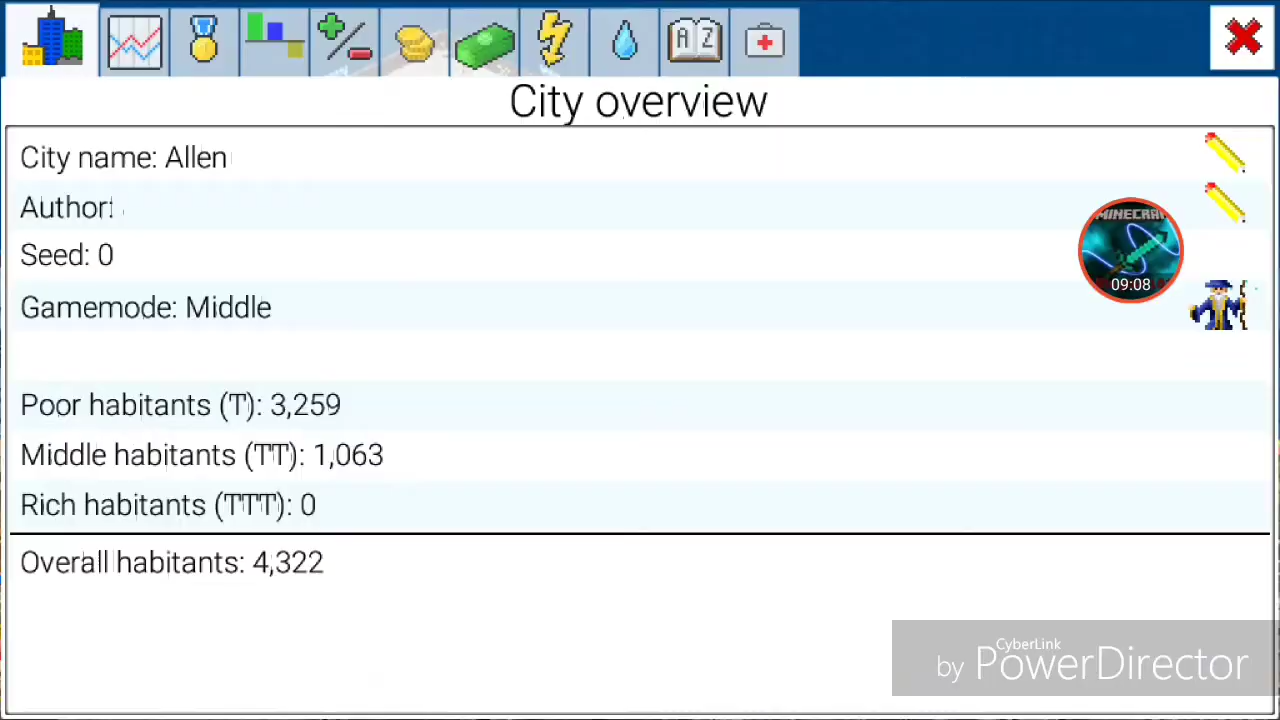 A Z
City overview
City name: Allen
Author:
MINECRA
Seed: 0
09:08
Gamemode: Middle
Poor habitants (T): 3,259
Middle habitants (TT): 1,063
Rich habitants (TTT): 0
Overall habitants: 4,322
CyberLink
by PowerDirector